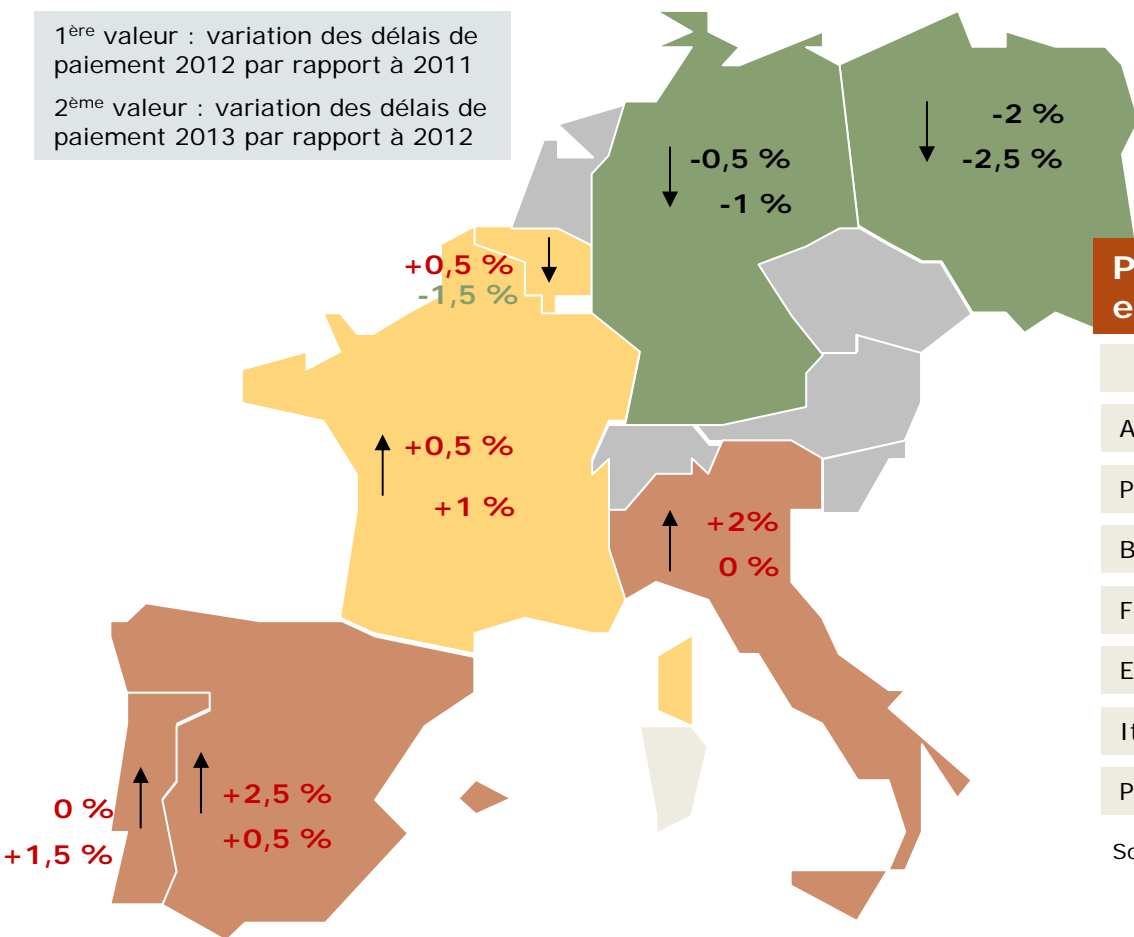 1ère valeur : variation des délais de
paiement 2012 par rapport à 2011
2ème valeur : variation des délais de
paiement 2013 par rapport à 2012
-2 %
-2,5 %
-0,5 %
-1 %
+0,5 %
-1,5 %
+0,5 %
+1 %
+2%
0 %
0 %
+1,5 %
+2,5 %
+0,5 %
P
e
A
P
B
F
E
It
P
So